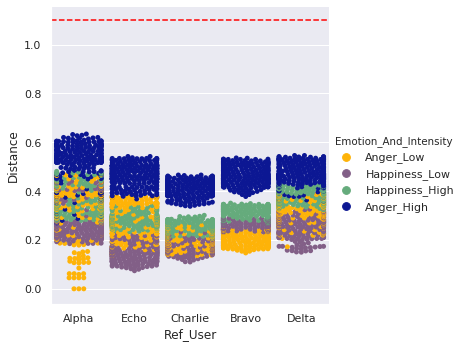 Distance
1.0
0.8
0.6
0.4
0.2
0.0
Alpha Echo Charlie Bravo Delta
Ref_User
Emotion_And_Intensity
Anger_Low
Happiness_Low
Happiness_High
Anger_High